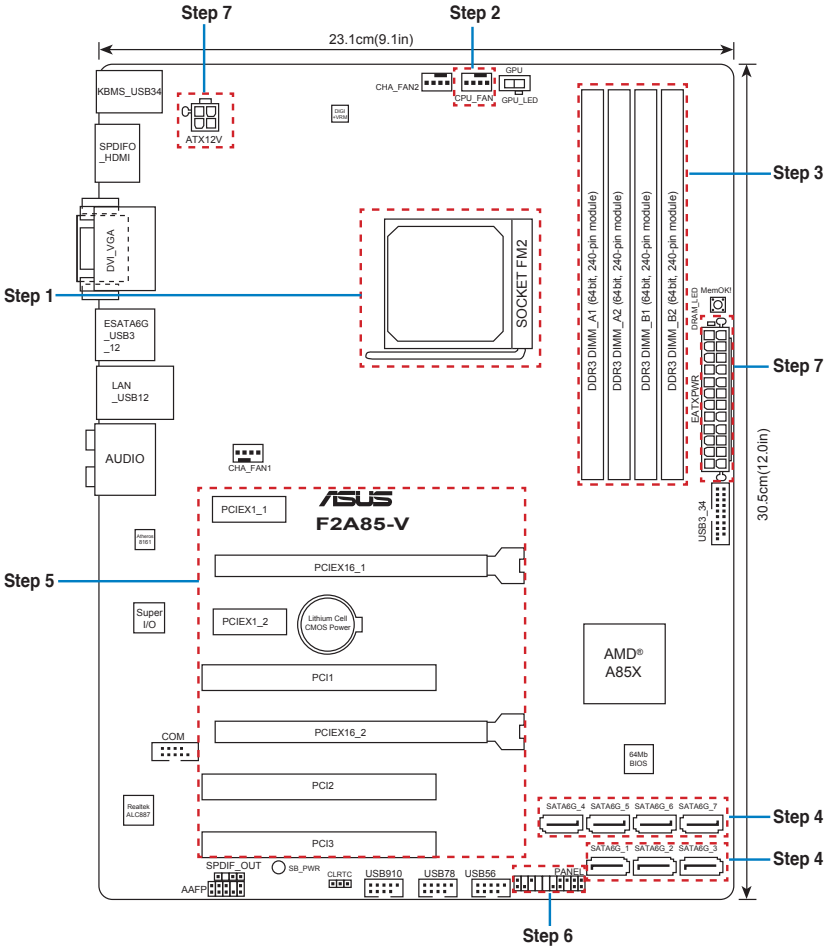 Step 7
Step 2
23.1cm(9.1in)
KBMS_USB34
ATX12V
DIGI
+VRM
CHA_FAN2
CPU_FAN
GPU
GPU_LED
SPDIFO
_HDMI
Step 3
DVI_VGA
Step 1
SOCKET FM2
DDR3 DIMM_A1 (64bit, 240-pin module)
DDR3 DIMM_A2 (64bit, 240-pin module)
DDR3 DIMM_B1 (64bit, 240-pin module)
DDR3 DIMM_B2 (64bit, 240-pin module)
DRAM_LED
MemOK!
ESATA6G
_USB3
_12
EATXPWR
Step 7
LAN
_USB12
AUDIO
CHA_FAN1
30.5cm(12.0in)
USB3_34
PCIEX1_1
ASUS
F2A85-V
Atheros
8161
PCIEX16_1
Step 5
Super
I/O
PCIEX1_2
Lithium Cell
CMOS Power
AMD®
A85X
PCI1
PCIEX16_2
COM
64Mb
BIOS
PCI2
Realtek
ALC887
SATA6G_4
SATA6G_5
SATA6G_6
SATA6G_7
Step 4
PCI3
SATA6G_1
SATA6G_2
SATA6G_3
Step 4
SPDIF_OUT
SB_PWR
CLRTC
USB910
USB78
USB56
PANEL
AAFP
Step 6